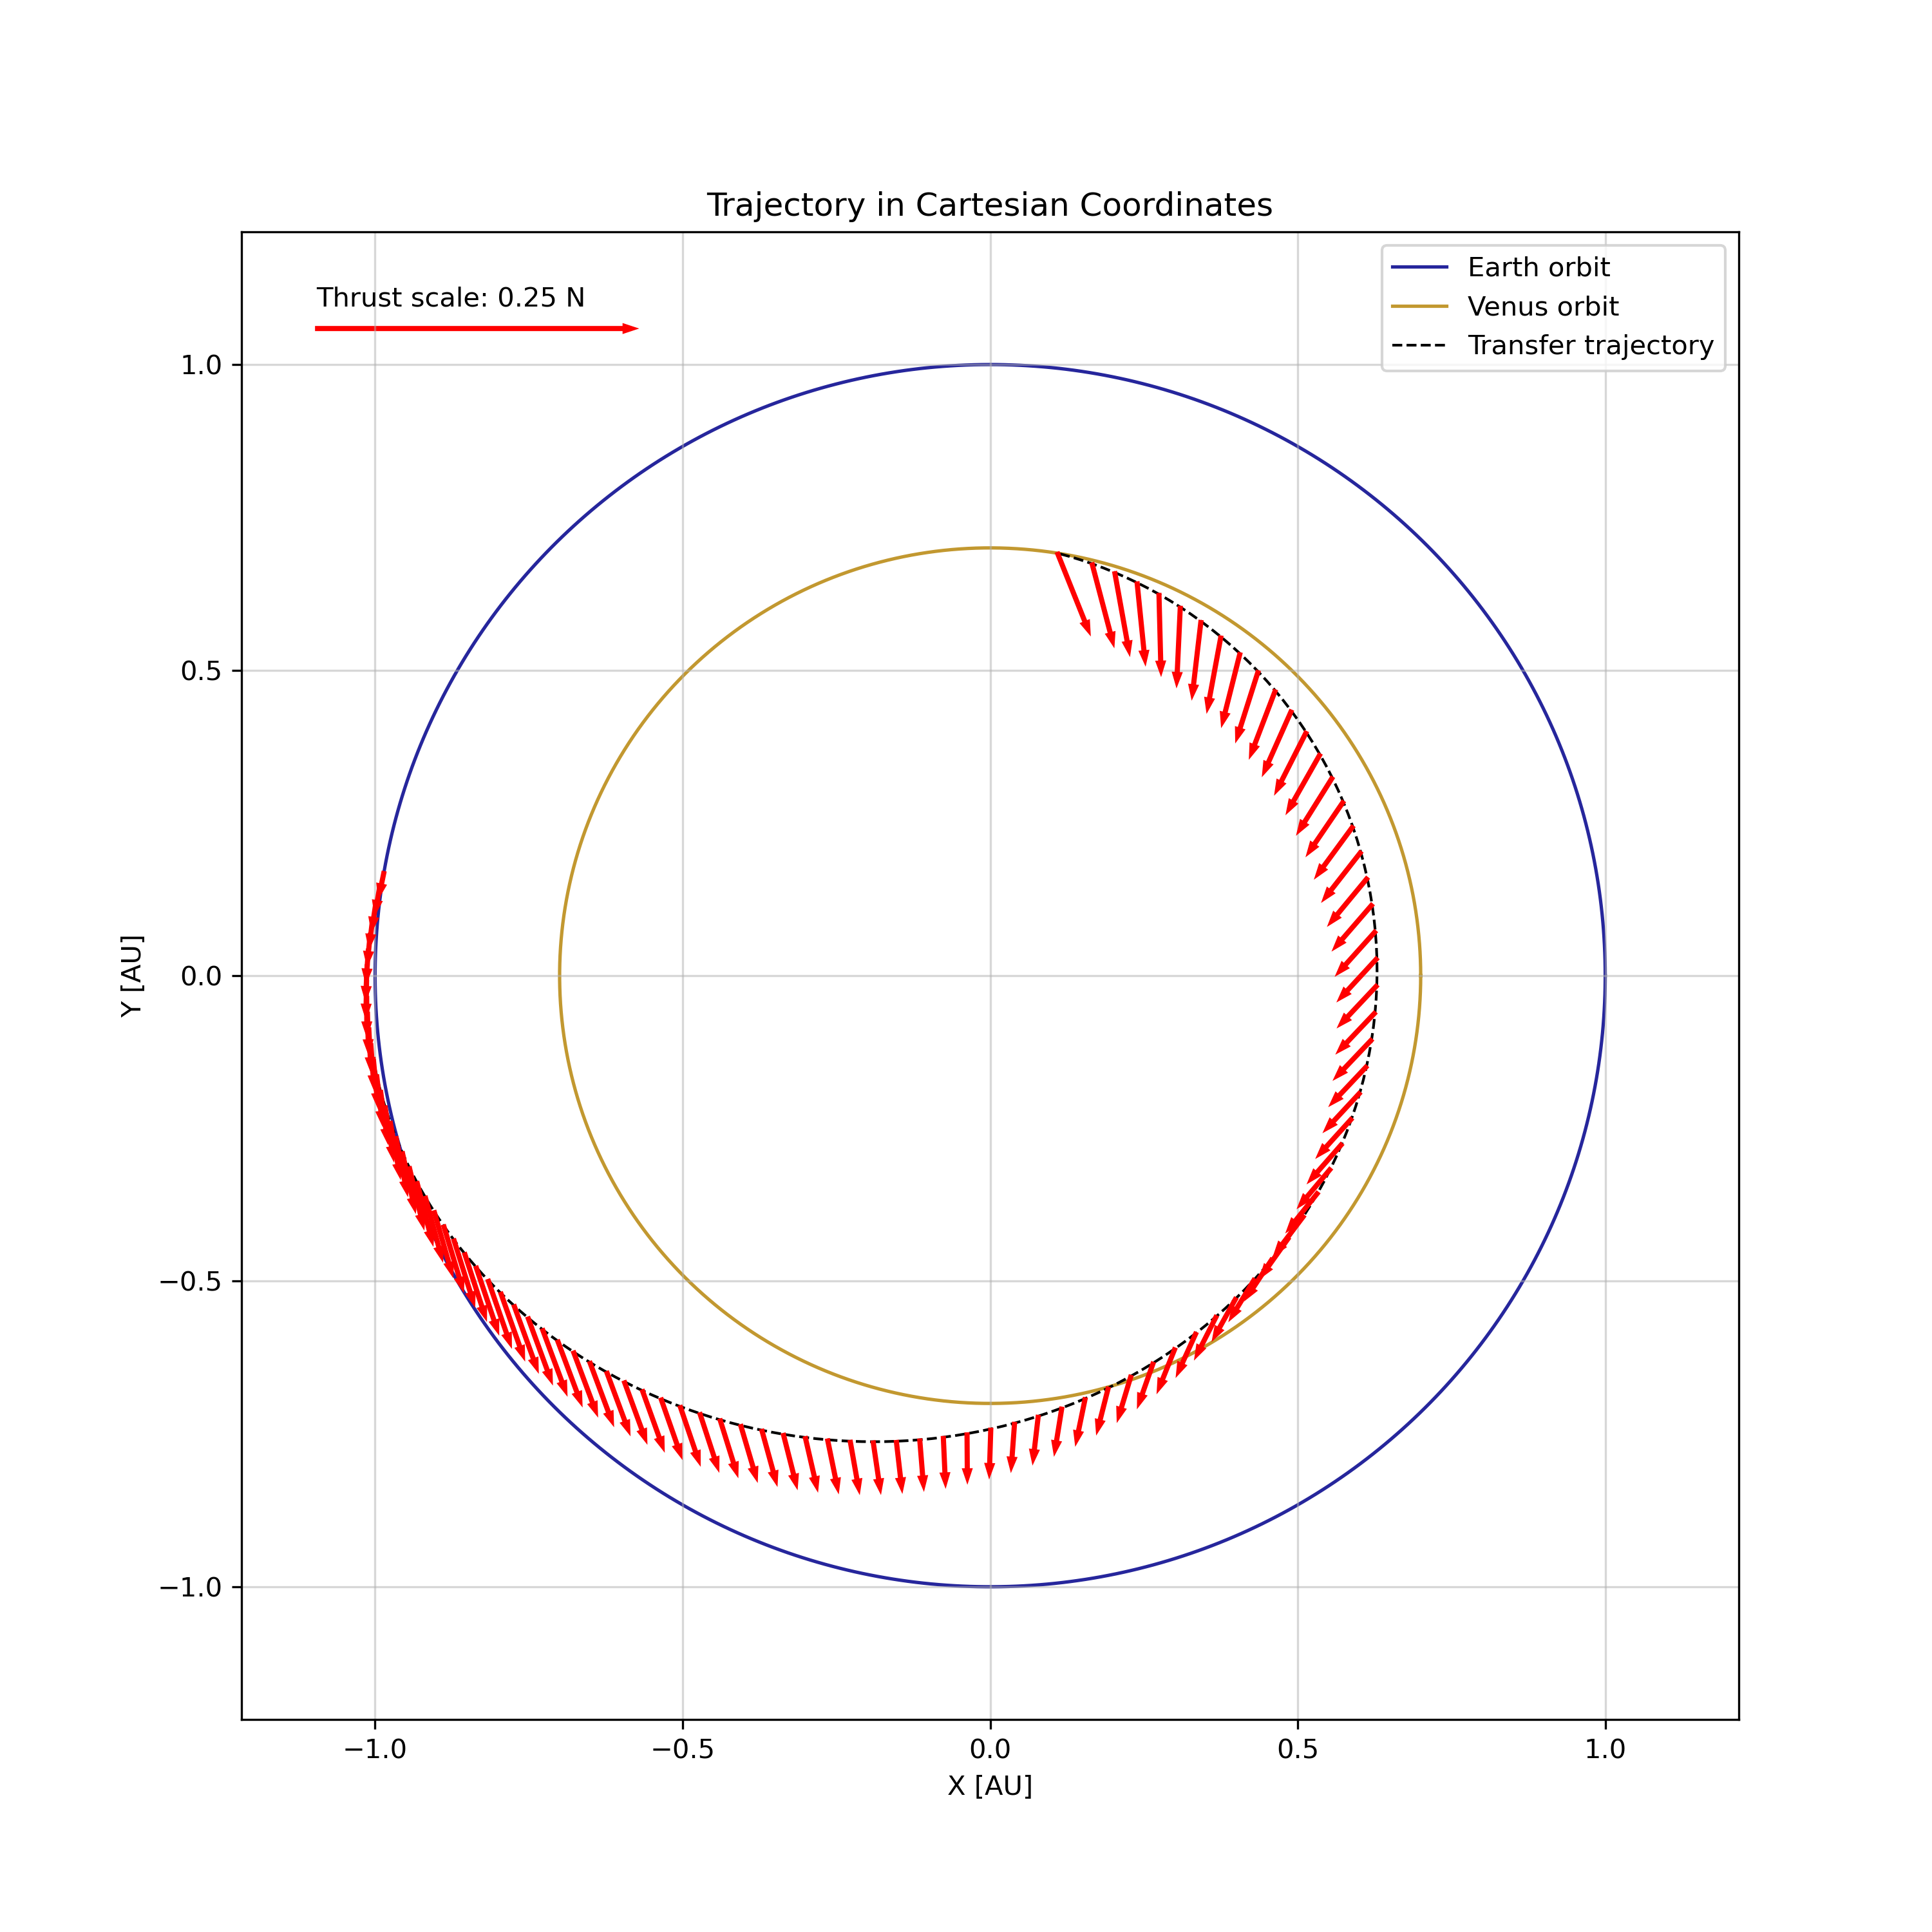 Trajectory in Cartesian Coordinates
Thrust scale: 0.25 N
Earth orbit
Venus orbit
Transfer trajectory
1.0
0.5
0.0
−0.5
−1.0
Y [AU]
−1.0
−0.5
0.0
0.5
1.0
X [AU]